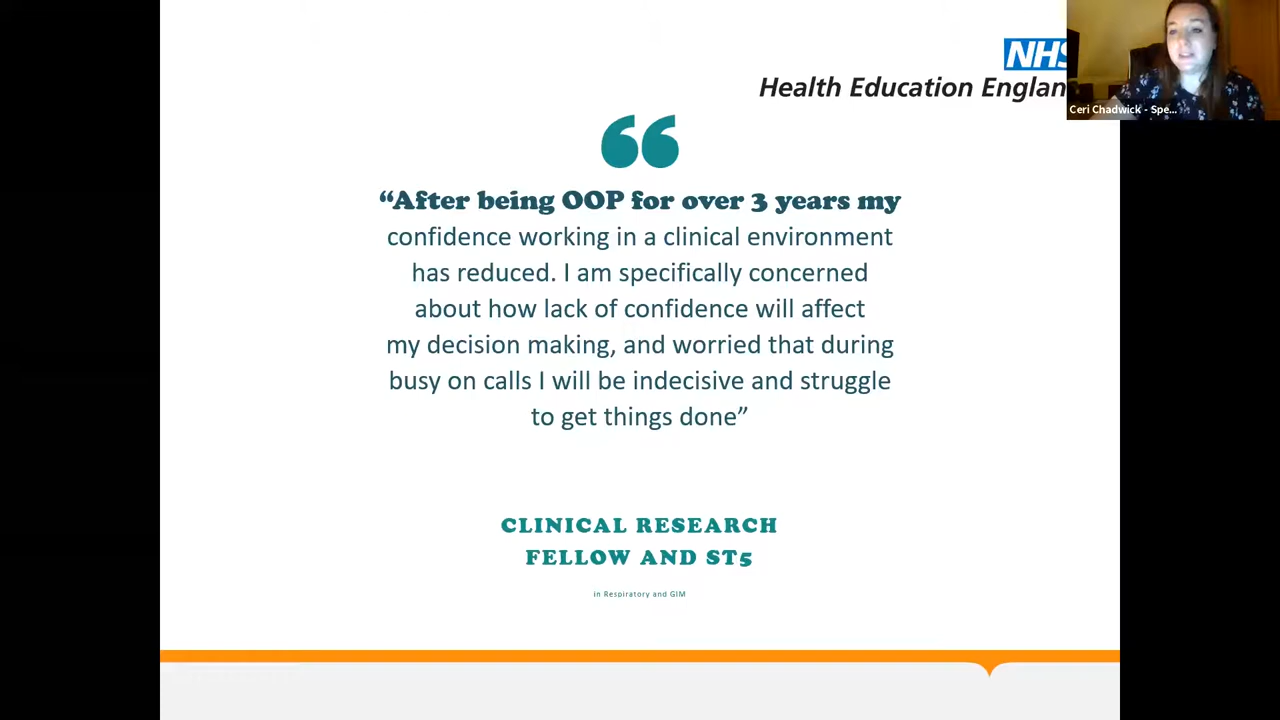 NHS
Health Education Englan
Ceri Chadwick - Spe...
“After being OOP for over 3 years my
confidence working in a clinical environment
has reduced. I am specifically concerned
about how lack of confidence will affect
my decision making, and worried that during
busy on calls I will be indecisive and struggle
to get things done”
CLINICAL RESEARCH
FELLOW AND ST5
in Respiratory and GIM